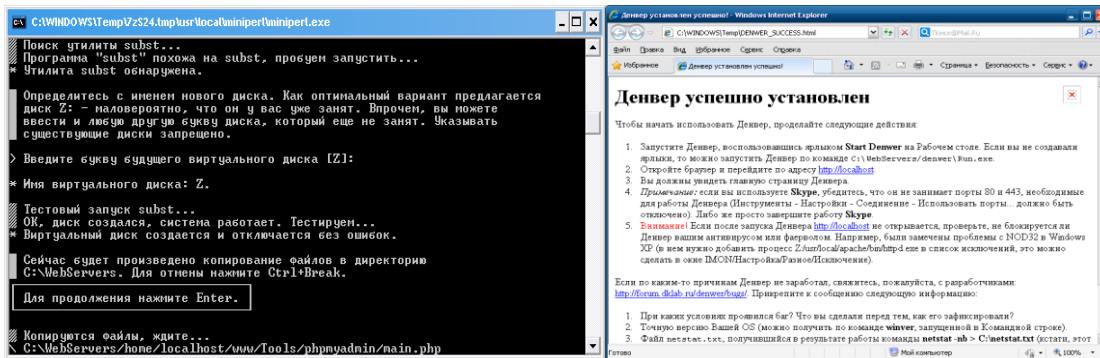 C:\WINDOWS\Temp\7zS24.tmp\usr\local\miniperl\miniperl.exe
Поиск утилиты subst...
Программа "subst" похожа на subst, пробуем запустить...
* Утилита subst обнаружена.
Определитесь с именем нового диска. Как оптимальный вариант предлагается
диск Z: – маловероятно, что он у вас уже занят. Впрочем, вы можете
ввести и любую другую букву диска, который еще не занят. Указывать
существующие диски запрещено.
> Введите букву будущего виртуального диска [Z]:
* Имя виртуального диска: Z.
Тестовый запуск subst...
OK, диск создался, система работает. Тестируем...
* Виртуальный диск создается и отключается без ошибок.
Сейчас будет произведено копирование файлов в директорию
C:\WebServers. Для отмены нажмите Ctrl+Break.
Для продолжения нажмите Enter.
Копируются файлы, ждите...
\ C:\WebServers/home/localhost/www/Tools/phpmyadmin/main.php
Денвер установлен успешно! - Windows Internet Explorer
C:\WINDOWS\Temp\DENWER_SUCCESS.html
Поиск@Mail.Ru
Файл Правка Вид Избранное Сервис Справка
Избранное Денвер установлен успешно! Страница Безопасность Сервис
Денвер успешно установлен
Чтобы начать использовать Денвер, проделайте следующие действия:
1. Запустите Денвер, воспользовавшись ярлыком Start Denwer на Рабочем столе. Если вы не создавали
ярлыки, то можно запустить Денвер по команде C:\WebServers/denwer\Run.exe.
2. Откройте браузер и перейдите по адресу http://localhost.
3. Вы должны увидеть главную страницу Денвера.
4. Примечание: если вы используете Skype, убедитесь, что он не занимает порты 80 и 443, необходимые
для работы Денвера (Инструменты - Настройки - Соединение - Использовать порты... должно быть
отключено). Либо же просто завершите работу Skype.
5. Внимание! Если после запуска Денвера http://localhost не открывается, проверьте, не блокируется ли
Денвер вашим антивирусом или фаерволом. Например, были замечены проблемы с NOD32 в Windows
XP (в нем нужно добавить процесс Z:/usr/local/apache/bin/httpd.exe в список исключений, это можно
сделать в окне IMON/Настройка/Разное/Исключение).
Если по каким-то причинам Денвер не заработал, свяжитесь, пожалуйста, с разработчиками:
http://forum.dklab.ru/denwer/bugs/. Прикрепите к сообщению следующую информацию:
1. При каких условиях проявился баг? Что вы сделали перед тем, как его зафиксировали?
2. Точную версию Вашей ОС (можно получить по команде winver, запущенной в Командной строке).
3. Файл netstat.txt, получившийся в результате работы команды netstat -nb > C:\netstat.txt (кстати, этот
Готово Мой компьютер 100%